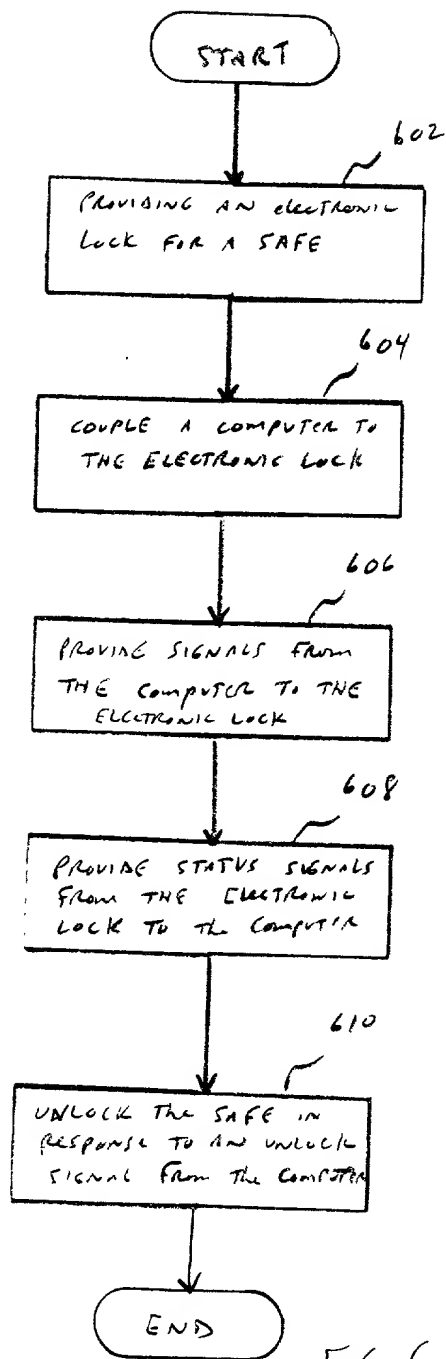 START
602
PROVIDING AN electRONIC
LOCK FOR A SAFE
604
COUPLE A COMPUTER TO
THE ELECTRONIC LOCK
606
PROVIDE SIGNALS FROM
THE COMPUTER TO THE
ELECTRONIC LOCK
608
PROVIDE STATUS SIGNALS
FROM THE ELECTRONIC
LOCK TO the COMPUTER
610
UNLOCK the SAFE IN
RESPONSE TO AN UNLOCK
SIGNAL FROM the COMPUTER
END